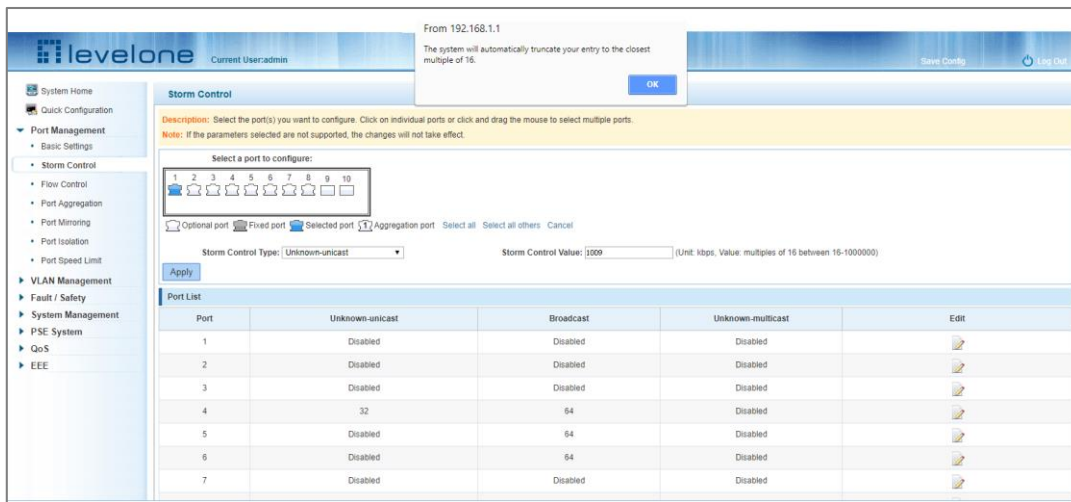 From 192.168.1.1
The system will automatically truncate your entry to the closest
multiple of 16.
OK
levelone
Current User:admin
Save Config
Log Out
System Home
Quick Configuration
Port Management
Basic Settings
Storm Control
Flow Control
Port Aggregation
Port Mirroring
Port Isolation
Port Speed Limit
VLAN Management
Fault / Safety
System Management
PSE System
QoS
EEE
Storm Control
Description: Select the port(s) you want to configure. Click on individual ports or click and drag the mouse to select multiple ports.
Note: If the parameters selected are not supported, the changes will not take effect.
Select a port to configure:
1 2 3 4 5 6 7 8 9 10
Optional port Fixed port Selected port 1 Aggregation port Select all Select all others Cancel
Storm Control Type: Unknown-unicast Storm Control Value: 1009 (Unit: kbps, Value: multiples of 16 between 16-1000000)
Apply
Port List
Port Unknown-unicast Broadcast Unknown-multicast Edit
1 Disabled Disabled Disabled
2 Disabled Disabled Disabled
3 Disabled Disabled Disabled
4 32 64 Disabled
5 Disabled 64 Disabled
6 Disabled 64 Disabled
7 Disabled Disabled Disabled